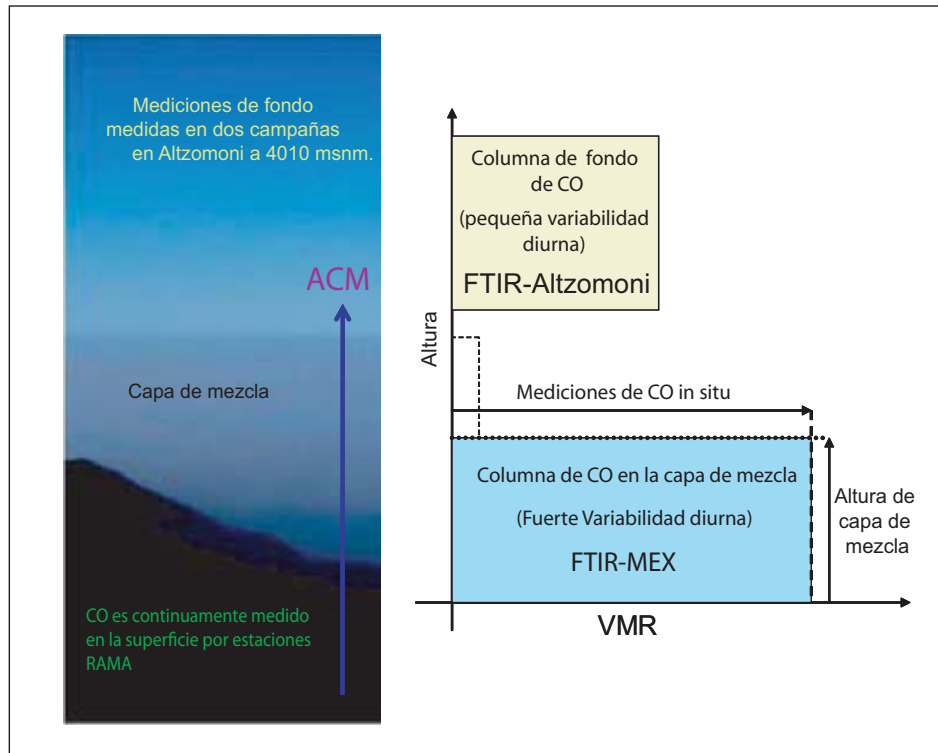 Mediciones de fondo
medidas en dos campañas
en Altzomoni a 4010 msnm.
ACM
Capa de mezcla
CO es continuamente medido
en la superficie por estaciones
RAMA
Altura
Columna de fondo
de CO
(pequeña variabilidad
diurna)
FTIR-Altzomoni
Mediciones de CO in situ
Columna de CO en la capa de mezcla
(Fuerte Variabilidad diurna)
FTIR-MEX
Altura de
capa de
mezcla
VMR